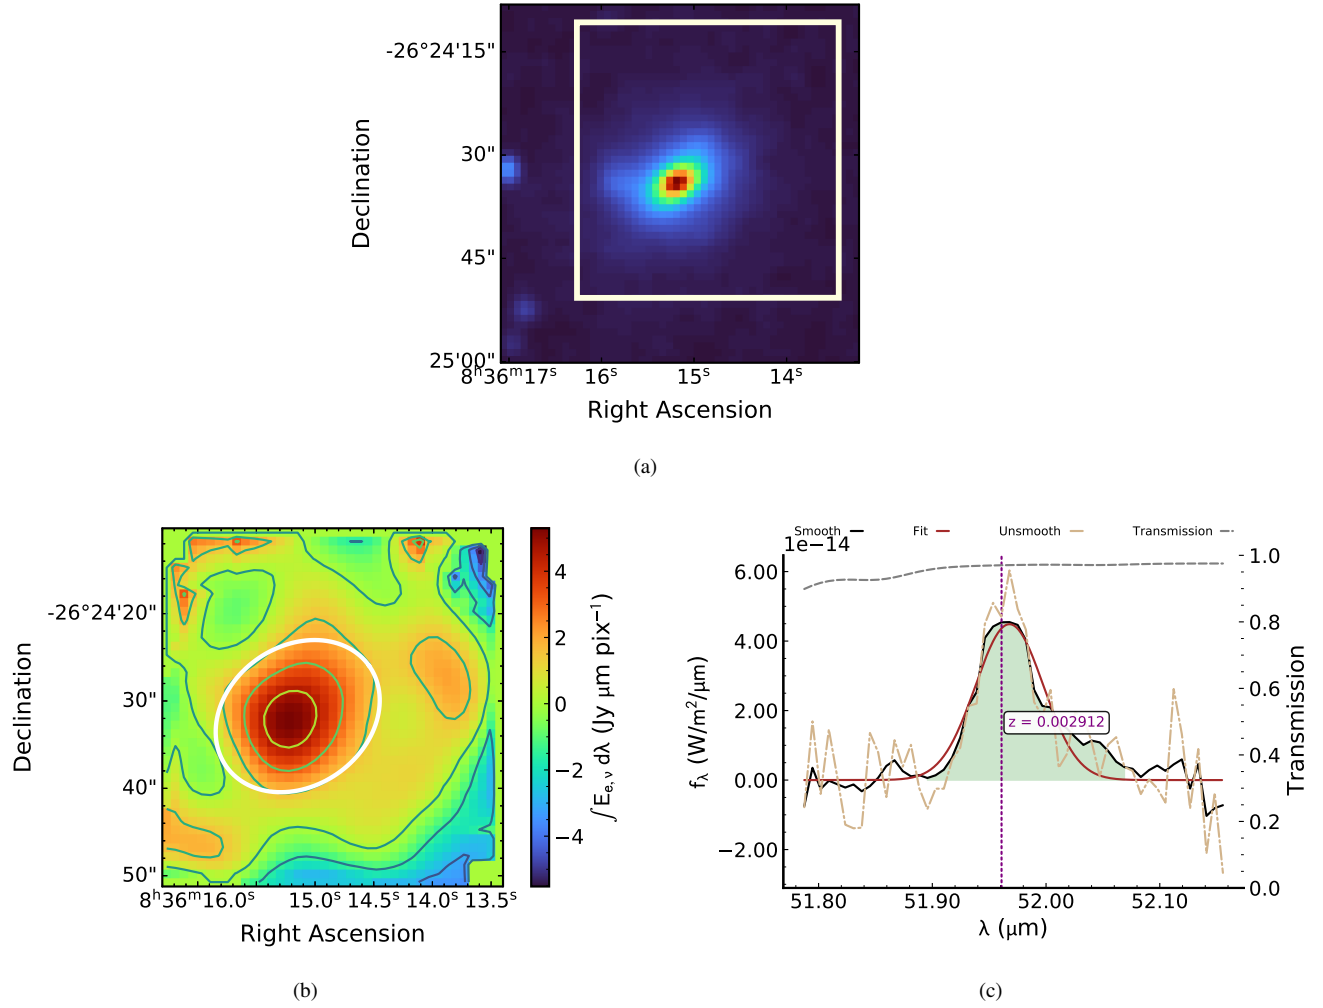 -26°24'15"
30"
45"
25'00"
8ʰ36ᵐ17ˢ 16ˢ 15ˢ 14ˢ
Declination
Right Ascension
(a)
-26°24'20"
30"
40"
50"
8ʰ36ᵐ16.0ˢ 15.0ˢ 14.5ˢ 14.0ˢ 13.5ˢ
Declination
Right Ascension
4
2
0
−2
−4
∫ E_{e,ν} dλ (Jy μm pix⁻¹)
(b)
Smooth Fit Unsmooth Transmission
1e−14
6.00
4.00
2.00
0.00
−2.00
f_λ (W/m²/μm)
z = 0.002912
1.0
0.8
0.6
0.4
0.2
0.0
Transmission
51.80 51.90 52.00 52.10
λ (μm)
(c)